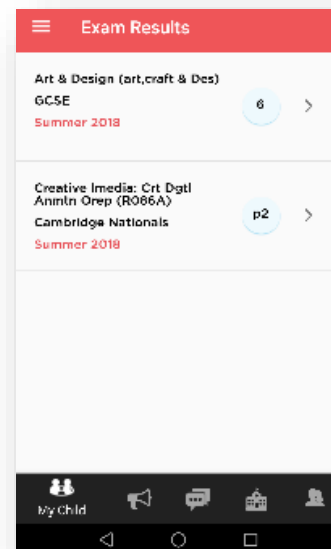 Exam Results
Art & Design (art,craft & Des)
GCSE
6
Summer 2018
Creative Imedia: Crt Dgtl
Anmtn Orep (R086A)
p2
Cambridge Nationals
Summer 2018
My Child